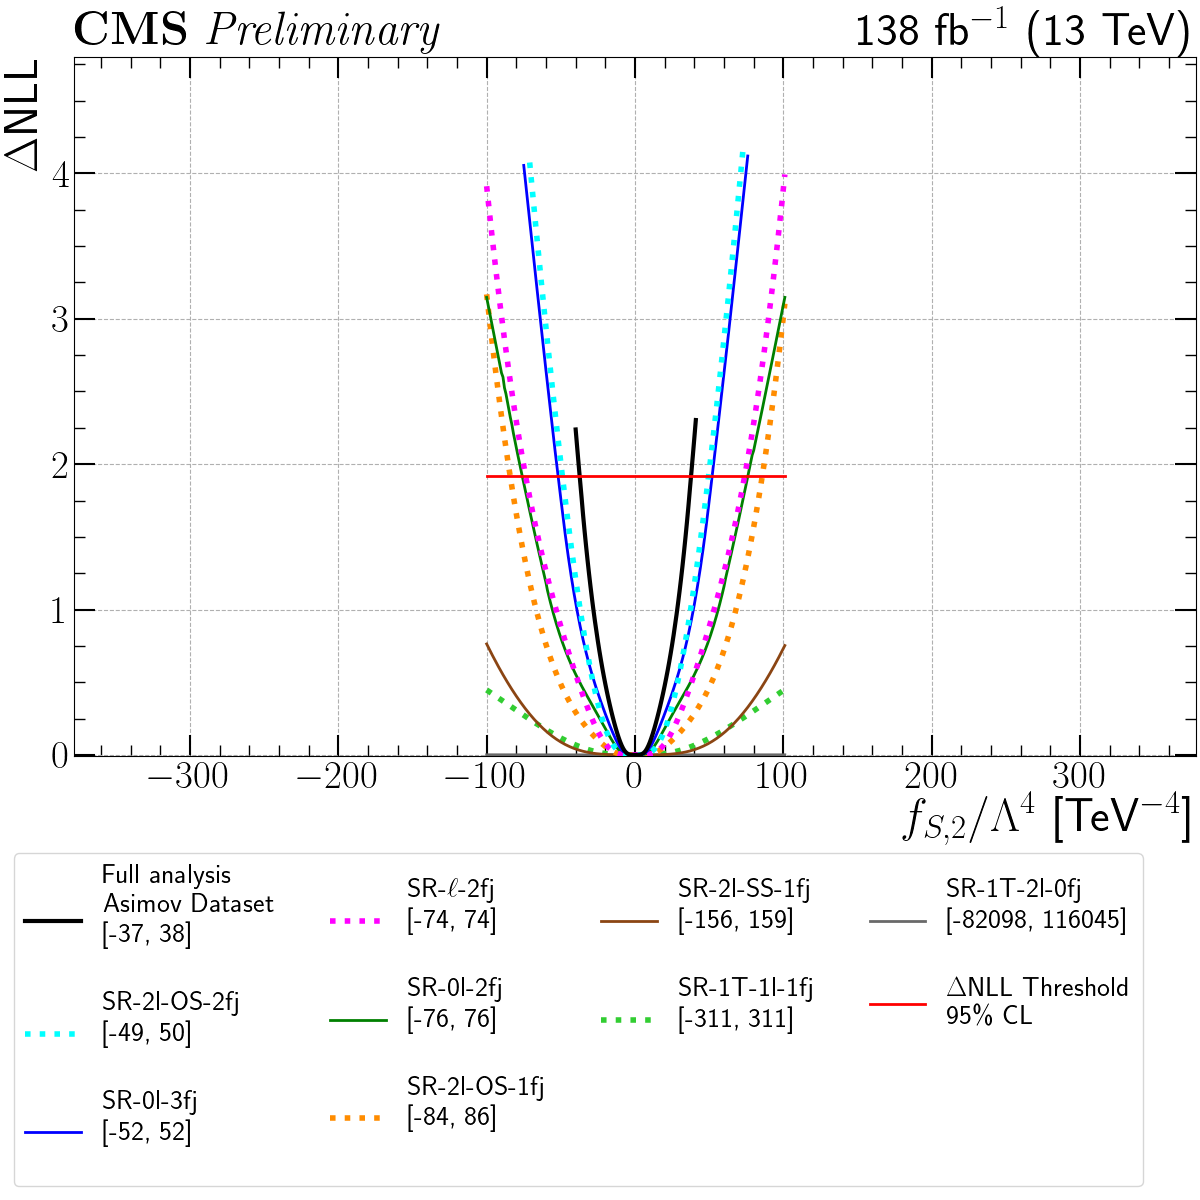 CMS Preliminary
138 fb⁻¹ (13 TeV)
ΔNLL
4
3
2
1
0
−300
−200
−100
0
100
200
300
f_{S,2}/Λ⁴ [TeV⁻⁴]
Full analysis
Asimov Dataset
[-37, 38]
SR-2l-OS-2fj
[-49, 50]
SR-0l-3fj
[-52, 52]
SR-ℓ-2fj
[-74, 74]
SR-0l-2fj
[-76, 76]
SR-2l-OS-1fj
[-84, 86]
SR-2l-SS-1fj
[-156, 159]
SR-1T-1l-1fj
[-311, 311]
SR-1T-2l-0fj
[-82098, 116045]
ΔNLL Threshold
95% CL